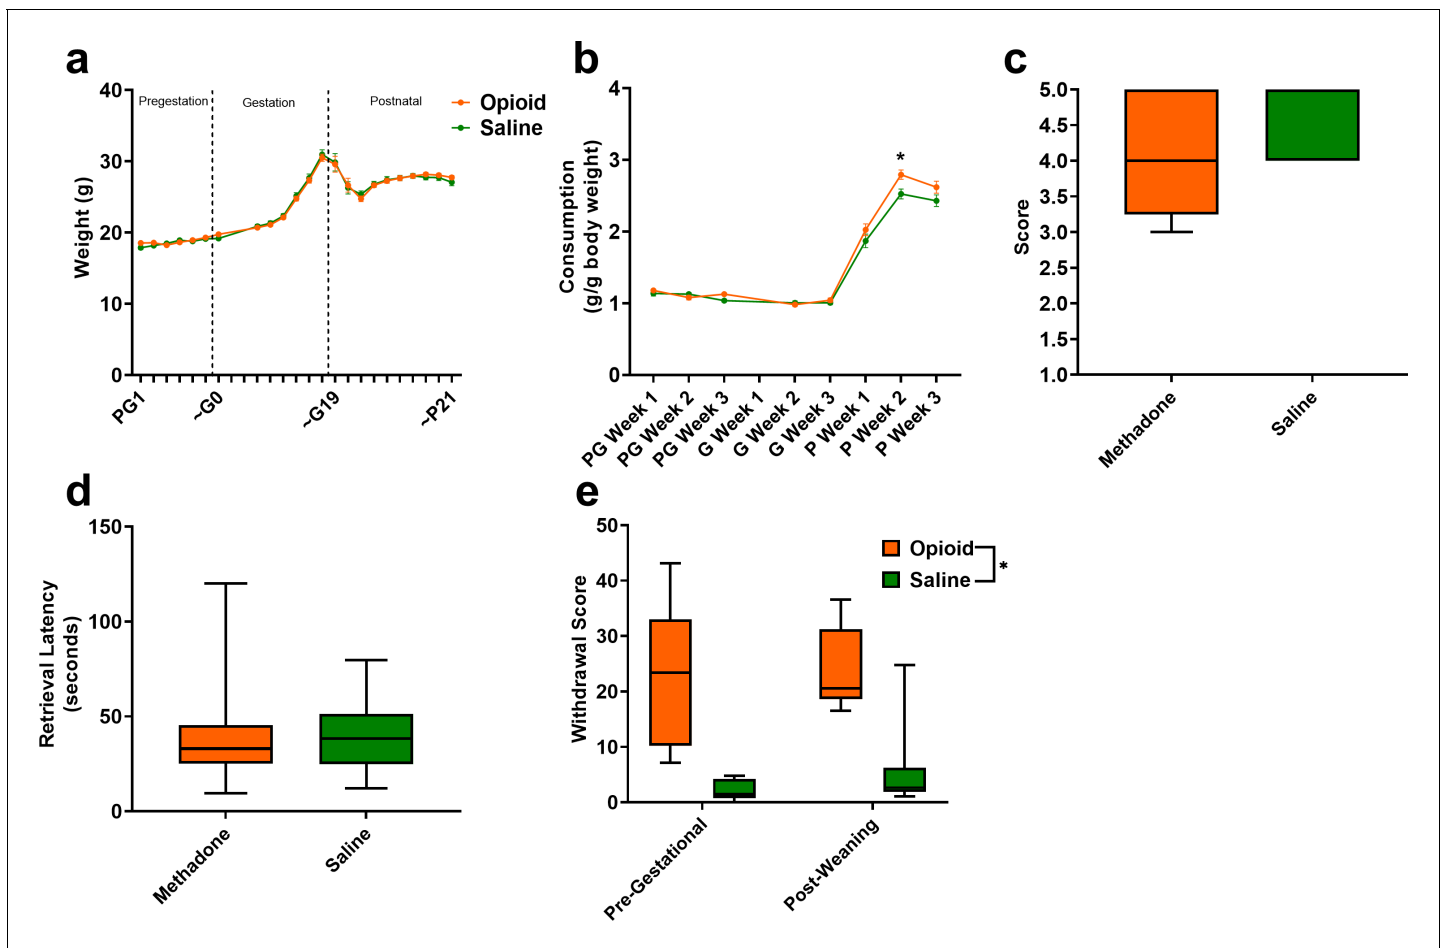 a
40
30
20
10
0
Weight (g)
Pregestation
Gestation
Postnatal
Opioid
Saline
PG1
~G0
~G19
~P21
b
4
3
2
1
0
Consumption
(g/g body weight)
*
PG Week 1
PG Week 2
PG Week 3
G Week 1
G Week 2
G Week 3
P Week 1
P Week 2
P Week 3
c
5.0
4.5
4.0
3.5
3.0
2.5
2.0
1.5
1.0
Score
Methadone
Saline
d
150
100
50
0
Retrieval Latency
(seconds)
Methadone
Saline
e
50
40
30
20
10
0
Withdrawal Score
Opioid
Saline
*
Pre-Gestational
Post-Weaning